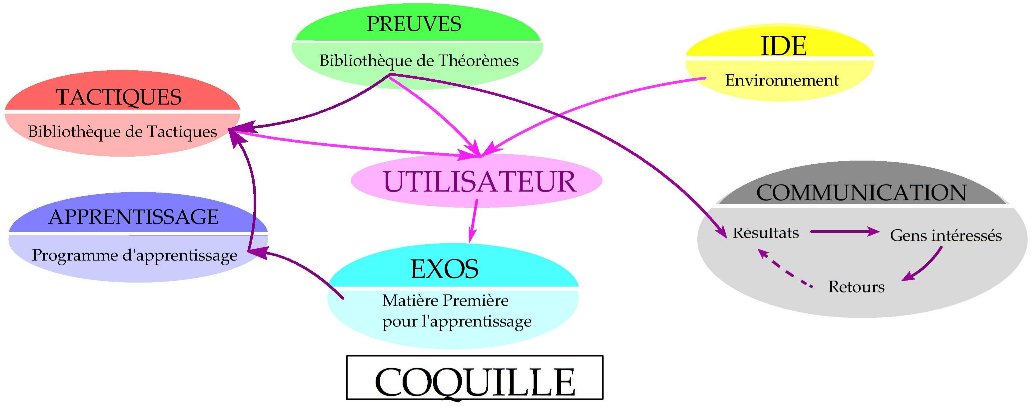 PREUVES
Bibliothèque de Théorèmes
IDE
Environnement
TACTIQUES
Bibliothèque de Tactiques
UTILISATEUR
COMMUNICATION
Résultats
Gens intéressés
Retours
APPRENTISSAGE
Programme d'apprentissage
EXOS
Matière Première
pour l'apprentissage
COQUILLE